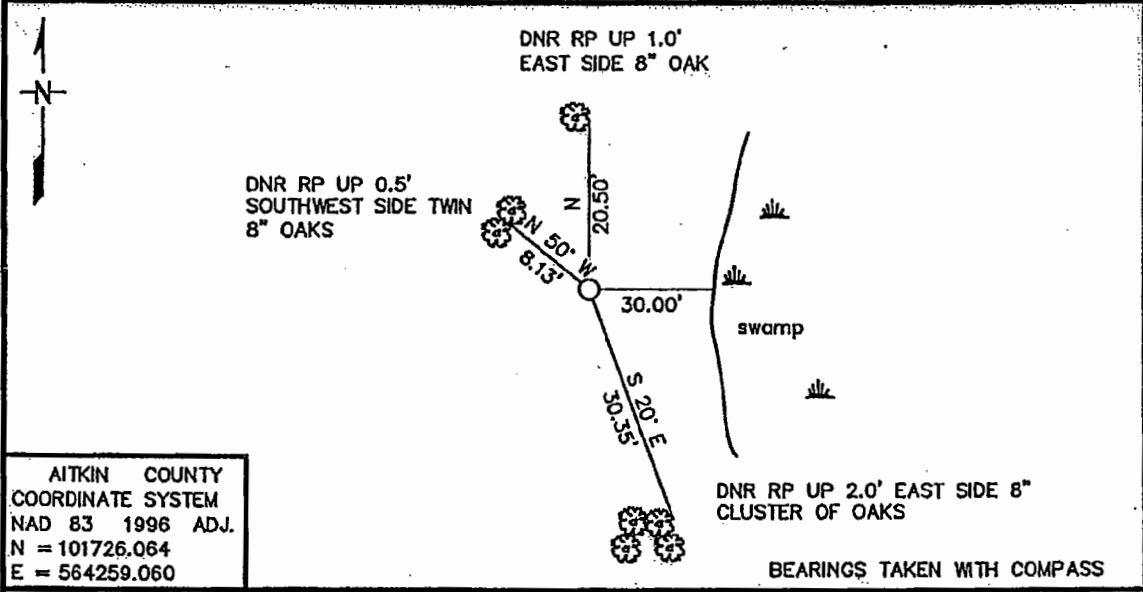 DNR RP UP 1.0'
EAST SIDE 8" OAK
N
DNR RP UP 0.5'
SOUTHWEST SIDE TWIN
8" OAKS
N
20.50'
N 50° W
8.13'
30.00'
swamp
S 20° E
30.35'
AITKIN COUNTY
COORDINATE SYSTEM
NAD 83 1996 ADJ.
N = 101726.064
E = 564259.060
DNR RP UP 2.0' EAST SIDE 8"
CLUSTER OF OAKS
BEARINGS TAKEN WITH COMPASS